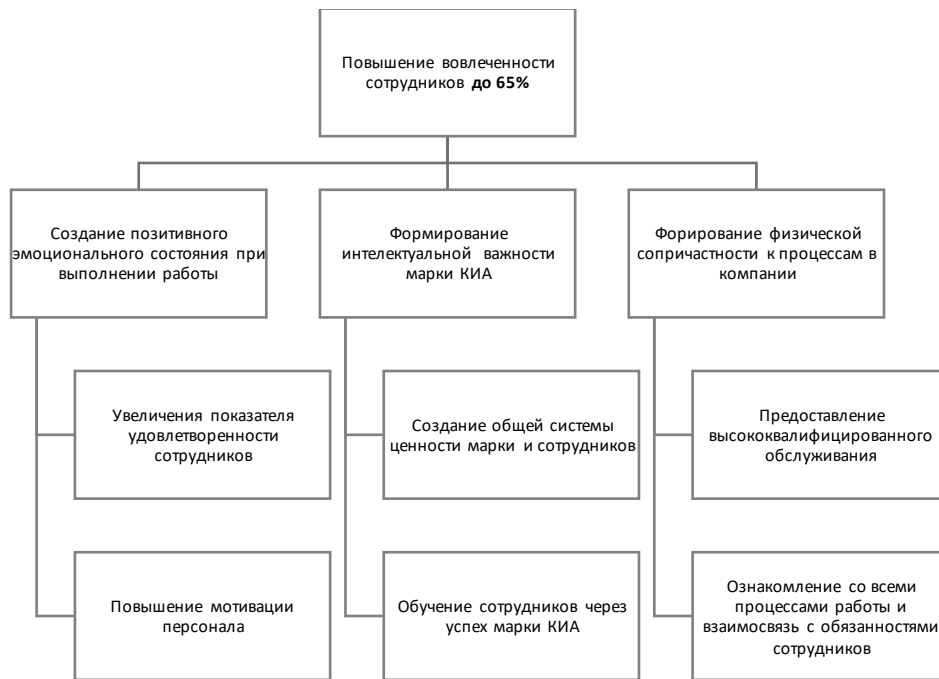 Повышение вовлеченности
сотрудников до 65%
Создание позитивного
эмоционального состояния при
выполнении работы
Формирование
интелектуальной важности
марки КИА
Форирование физической
сопричастности к процессам в
компании
Увеличения показателя
удовлетворенности
сотрудников
Создание общей системы
ценности марки и сотрудников
Предоставление
высококвалифицированного
обслуживания
Повышение мотивации
персонала
Обучение сотрудников через
успех марки КИА
Ознакомление со всеми
процессами работы и
взаимосвязь с обязанностями
сотрудников